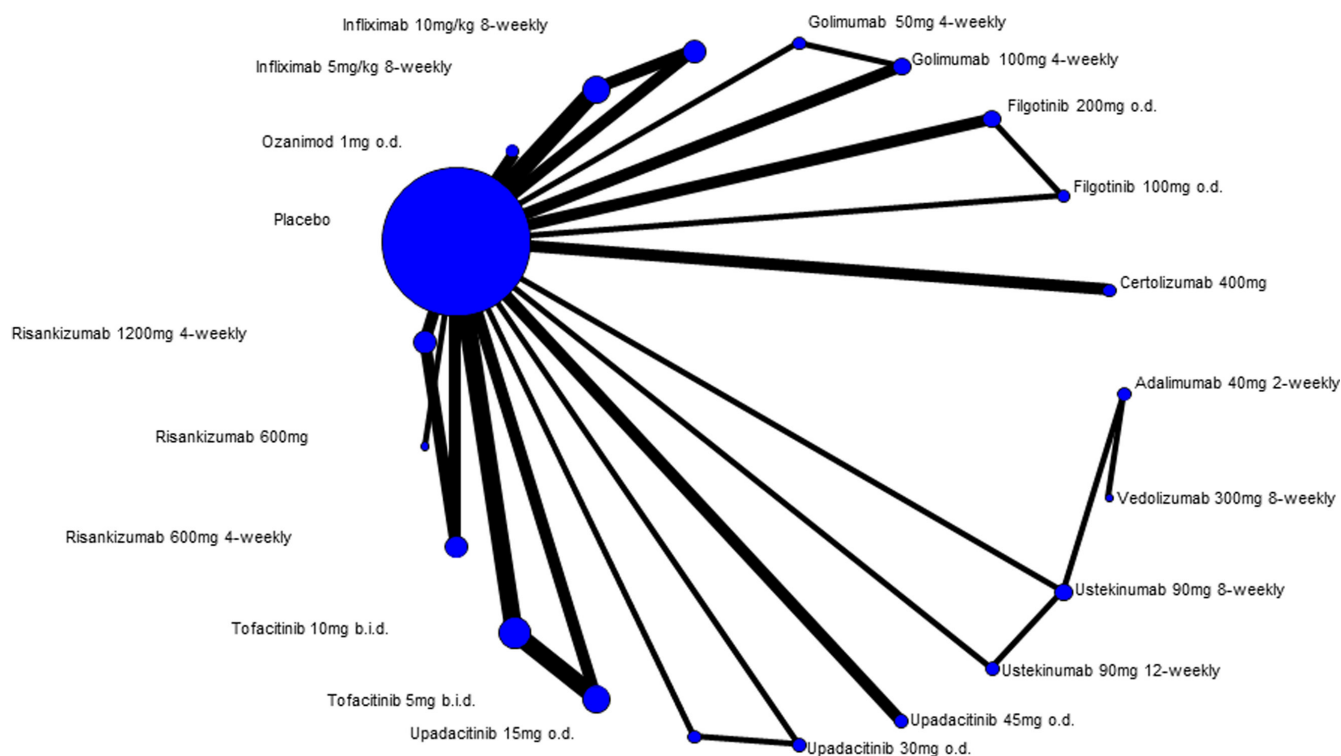 Infliximab 10mg/kg 8-weekly
Golimumab 50mg 4-weekly
Infliximab 5mg/kg 8-weekly
Golimumab 100mg 4-weekly
Filgotinib 200mg o.d.
Ozanimod 1mg o.d.
Filgotinib 100mg o.d.
Placebo
Certolizumab 400mg
Risankizumab 1200mg 4-weekly
Adalimumab 40mg 2-weekly
Risankizumab 600mg
Vedolizumab 300mg 8-weekly
Risankizumab 600mg 4-weekly
Ustekinumab 90mg 8-weekly
Tofacitinib 10mg b.i.d.
Ustekinumab 90mg 12-weekly
Tofacitinib 5mg b.i.d.
Upadacitinib 45mg o.d.
Upadacitinib 15mg o.d.
Upadacitinib 30mg o.d.